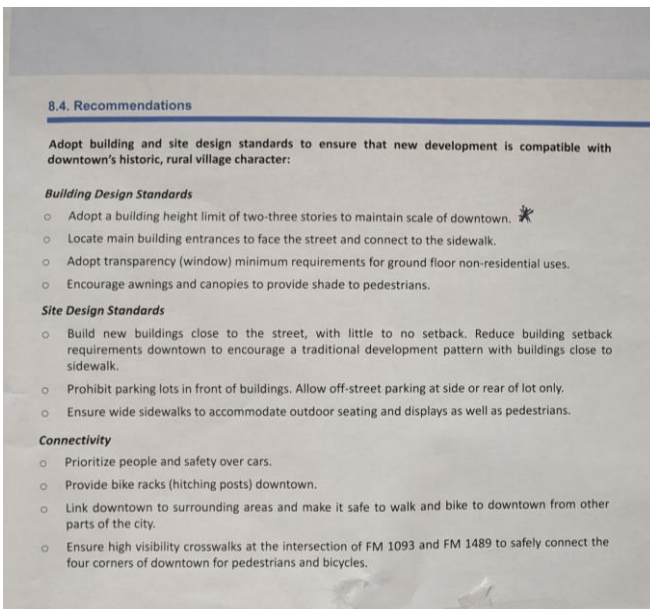 8.4. Recommendations
Adopt building and site design standards to ensure that new development is compatible with
downtown's historic, rural village character:
Building Design Standards
o Adopt a building height limit of two-three stories to maintain scale of downtown. *
o Locate main building entrances to face the street and connect to the sidewalk.
o Adopt transparency (window) minimum requirements for ground floor non-residential uses.
o Encourage awnings and canopies to provide shade to pedestrians.
Site Design Standards
o Build new buildings close to the street, with little to no setback. Reduce building setback
requirements downtown to encourage a traditional development pattern with buildings close to
sidewalk.
o Prohibit parking lots in front of buildings. Allow off-street parking at side or rear of lot only.
o Ensure wide sidewalks to accommodate outdoor seating and displays as well as pedestrians.
Connectivity
o Prioritize people and safety over cars.
o Provide bike racks (hitching posts) downtown.
o Link downtown to surrounding areas and make it safe to walk and bike to downtown from other
parts of the city.
o Ensure high visibility crosswalks at the intersection of FM 1093 and FM 1489 to safely connect the
four corners of downtown for pedestrians and bicycles.